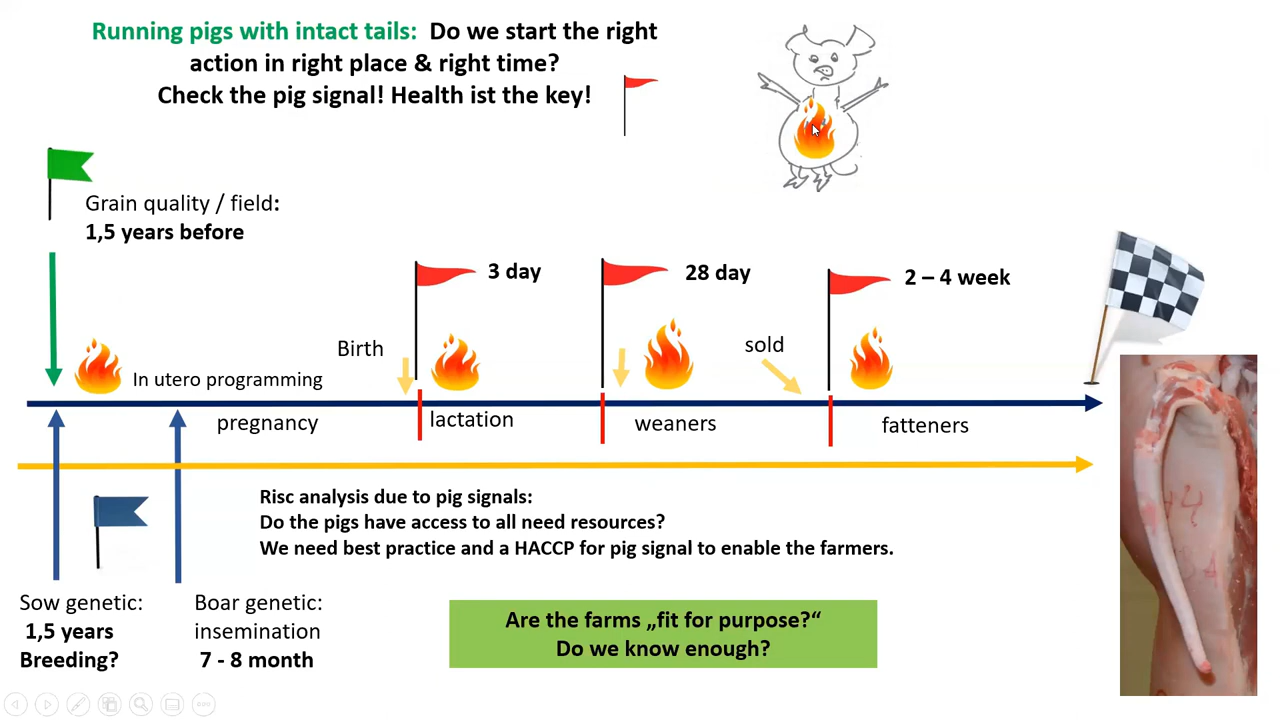 Running pigs with intact tails: Do we start the right
action in right place & right time?
Check the pig signal! Health ist the key!
Grain quality / field:
1,5 years before
3 day
28 day
2 – 4 week
Birth
sold
In utero programming
pregnancy
lactation
weaners
fatteners
Risc analysis due to pig signals:
Do the pigs have access to all need resources?
We need best practice and a HACCP for pig signal to enable the farmers.
Sow genetic:
1,5 years
Breeding?
Boar genetic:
insemination
7 - 8 month
Are the farms „fit for purpose?“
Do we know enough?